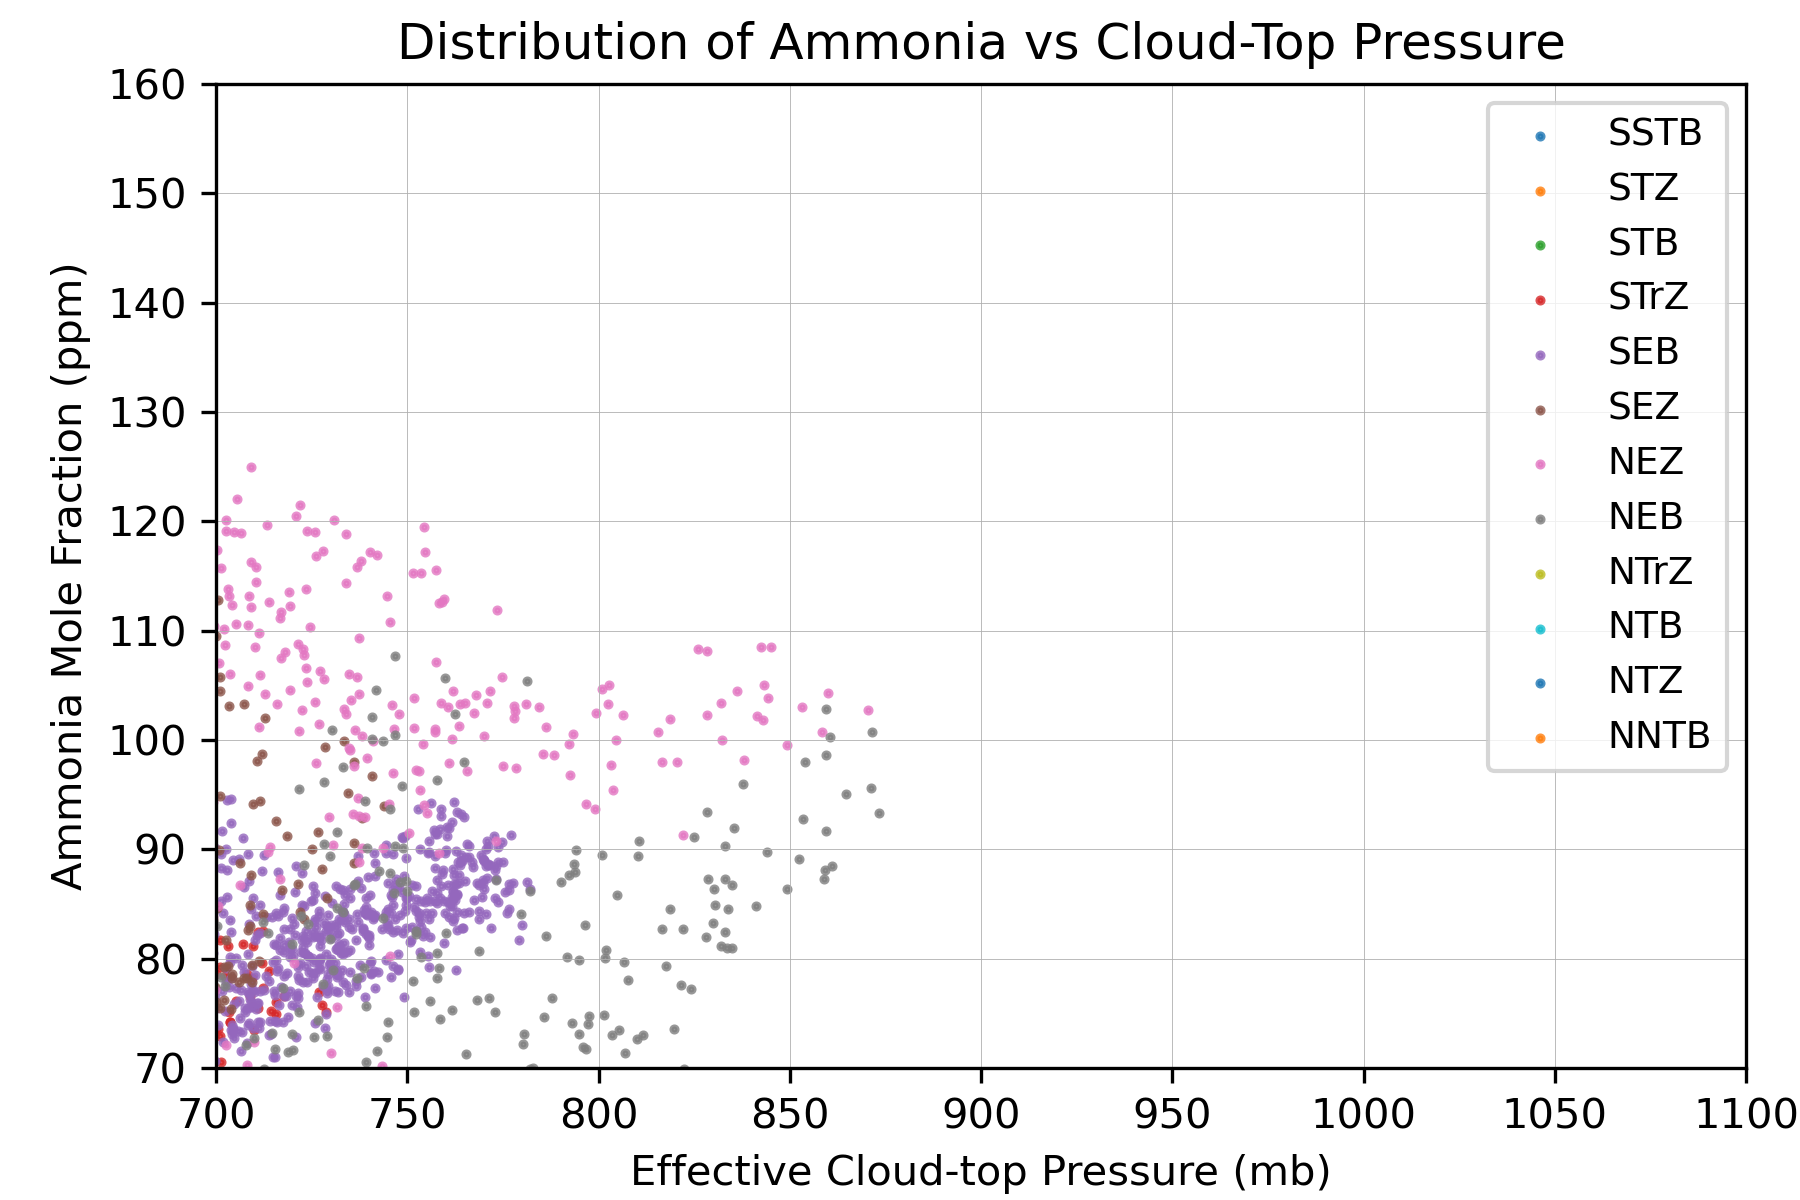 Distribution of Ammonia vs Cloud-Top Pressure
160
150
140
130
120
110
100
90
80
70
Ammonia Mole Fraction (ppm)
SSTB
STZ
STB
STrZ
SEB
SEZ
NEZ
NEB
NTrZ
NTB
NTZ
NNTB
700 750 800 850 900 950 1000 1050 1100
Effective Cloud-top Pressure (mb)